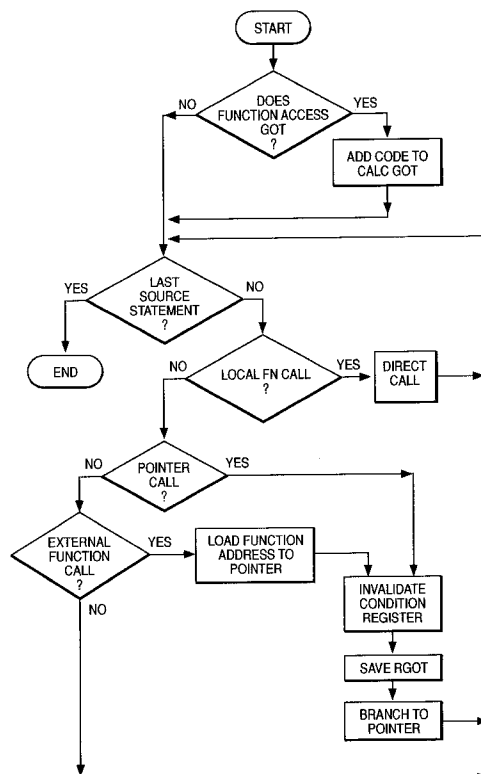 START
DOES
FUNCTION ACCESS
GOT
?
NO
YES
ADD CODE TO
CALC GOT
LAST
SOURCE
STATEMENT
?
YES
NO
END
LOCAL FN CALL
?
NO
YES
DIRECT
CALL
POINTER
CALL
?
NO
YES
EXTERNAL
FUNCTION
CALL
?
YES
NO
LOAD FUNCTION
ADDRESS TO
POINTER
INVALIDATE
CONDITION
REGISTER
SAVE RGOT
BRANCH TO
POINTER